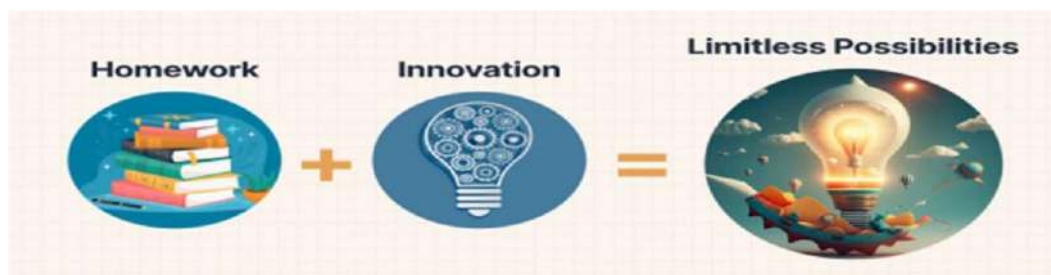 Homework
+
Innovation
=
Limitless Possibilities